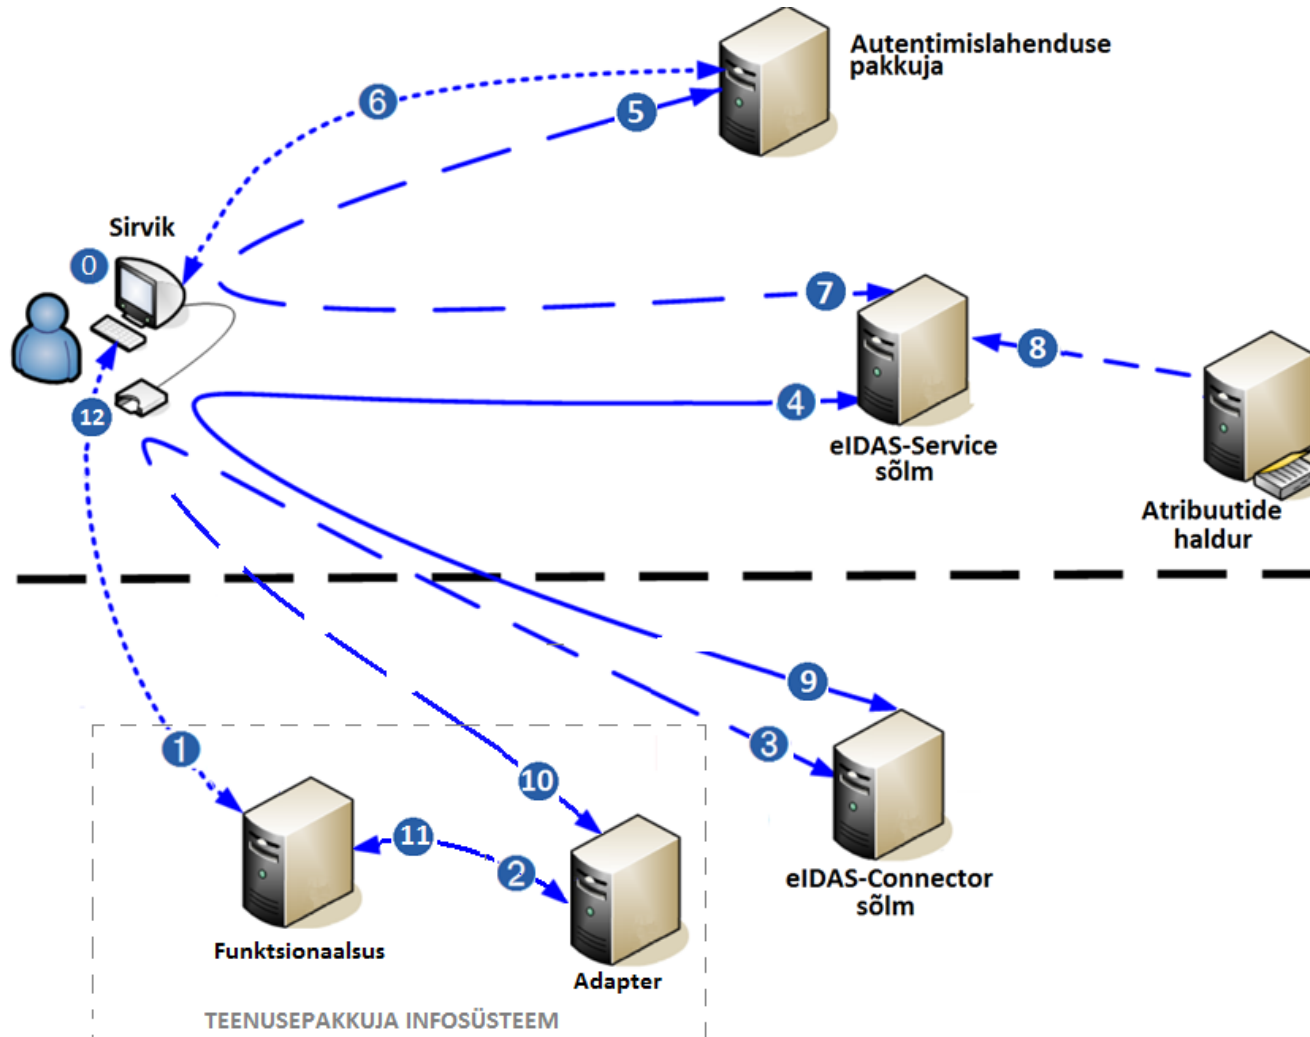 Autentimislahenduse
pakkuja
6
5
Sirvik
0
7
8
12
4
eIDAS-Service
sõlm
Atribuutide
haldur
9
1
3
10
11
2
eIDAS-Connector
sõlm
Funktsionaalsus
Adapter
TEENUSEPAKKUJA INFOSÜSTEEM